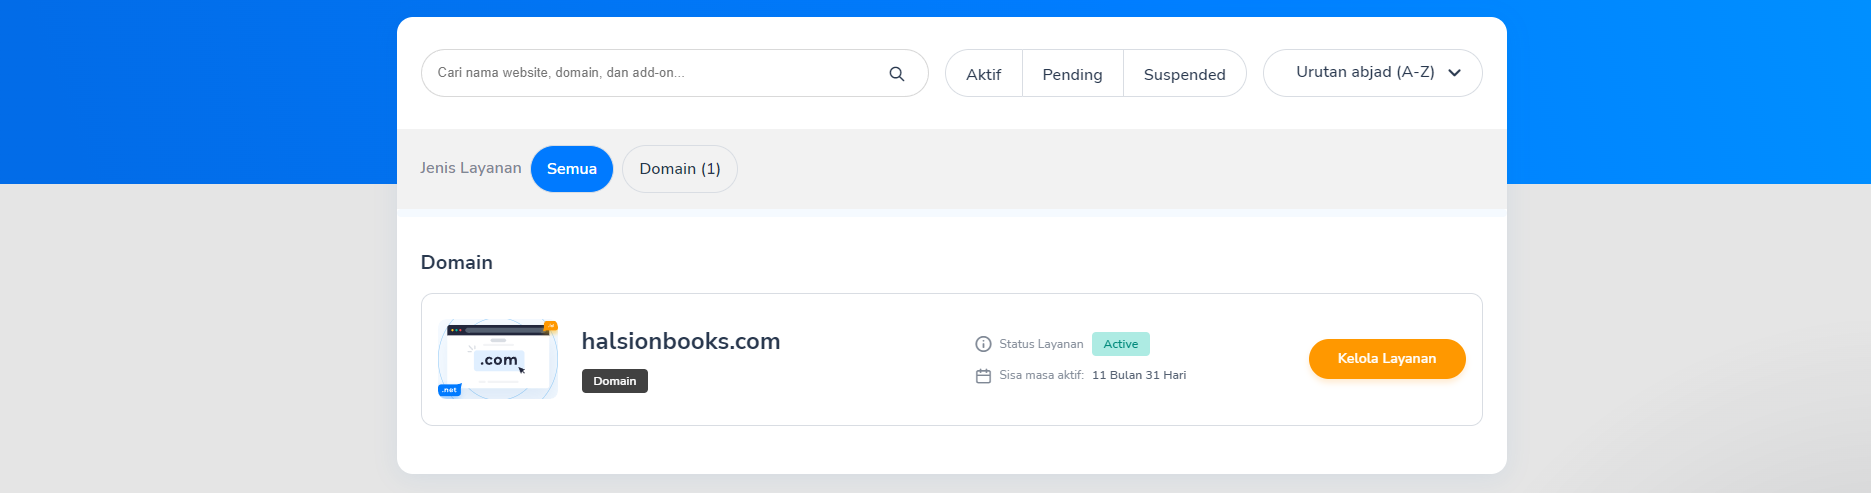 Cari nama website, domain, dan add-on...
Aktif
Pending
Suspended
Urutan abjad (A-Z)
Jenis Layanan
Semua
Domain (1)
Domain
.com
.net
halsionbooks.com
Domain
Status Layanan
Active
Sisa masa aktif:
11 Bulan 31 Hari
Kelola Layanan